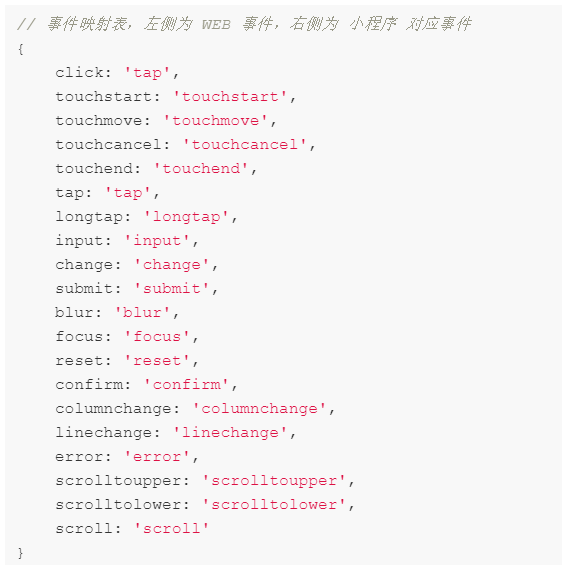 // 事件映射表，左侧为 WEB 事件，右侧为 小程序 对应事件
{
    click: 'tap',
    touchstart: 'touchstart',
    touchmove: 'touchmove',
    touchcancel: 'touchcancel',
    touchend: 'touchend',
    tap: 'tap',
    longtap: 'longtap',
    input: 'input',
    change: 'change',
    submit: 'submit',
    blur: 'blur',
    focus: 'focus',
    reset: 'reset',
    confirm: 'confirm',
    columnchange: 'columnchange',
    linechange: 'linechange',
    error: 'error',
    scrolltoupper: 'scrolltoupper',
    scrolltolower: 'scrolltolower',
    scroll: 'scroll'
}